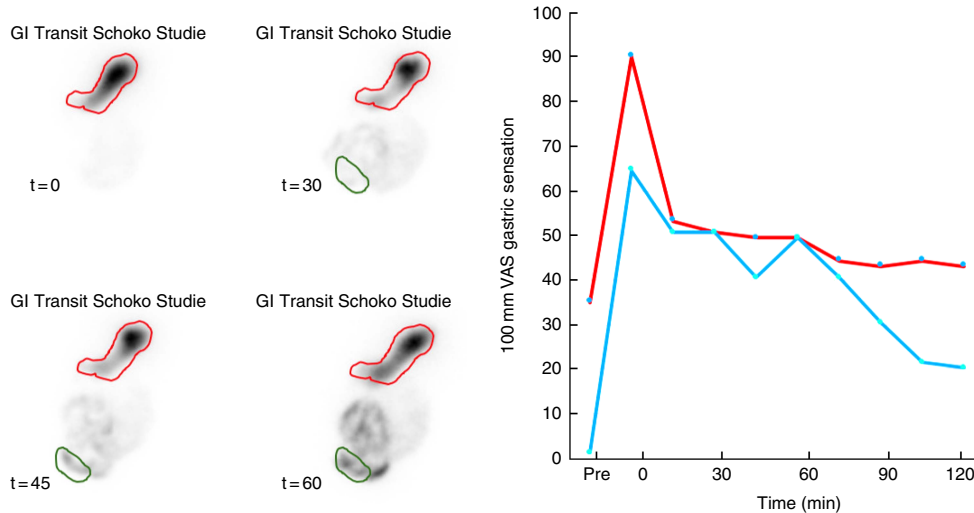 GI Transit Schoko Studie
t=0
GI Transit Schoko Studie
t=30
GI Transit Schoko Studie
t=45
GI Transit Schoko Studie
t=60
100 mm VAS gastric sensation
100
90
80
70
60
50
40
30
20
10
0
Pre 0 30 60 90 120
Time (min)